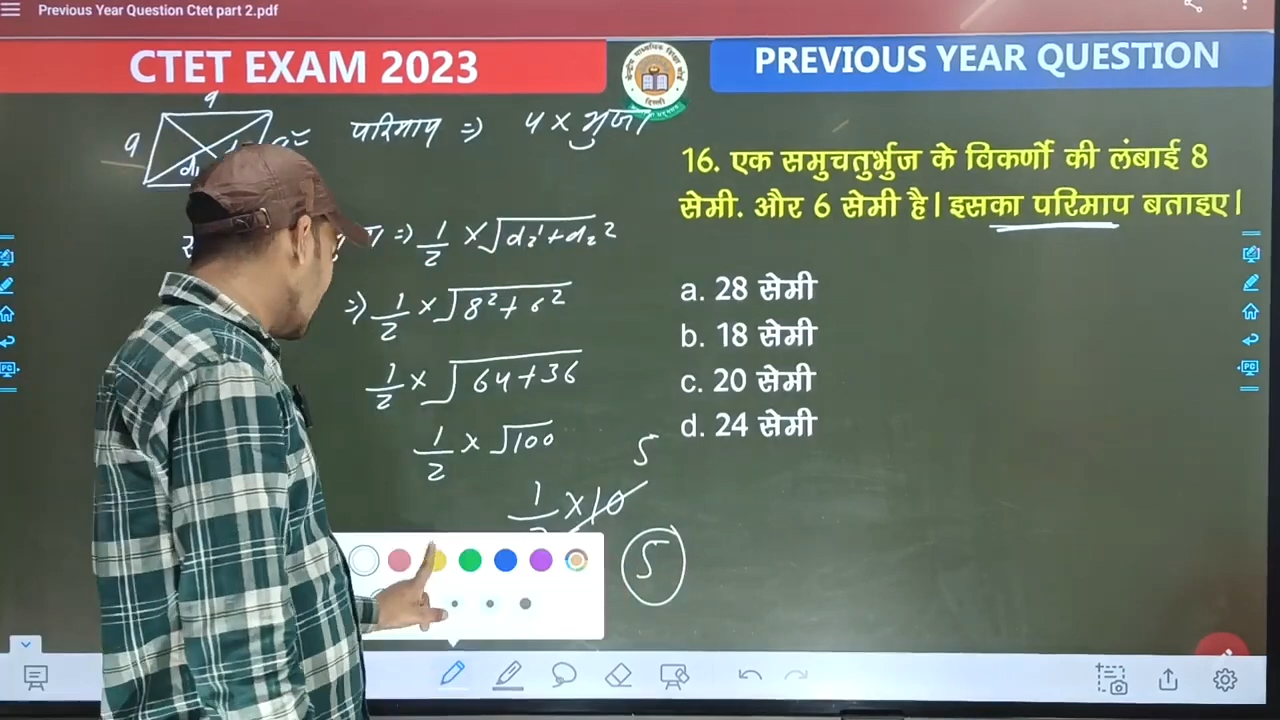 Previous Year Question Ctet part 2.pdf
CTET EXAM 2023
PREVIOUS YEAR QUESTION
a
a
परिमाप ⇒ 4 × भुजा
⇒ 1/2 × √d₁² + d₂²
⇒ 1/2 × √8² + 6²
1/2 × √64 + 36
1/2 × √100
5
1/2 × 10
5
16. एक समुचतुर्भुज के विकर्णो की लंबाई 8
सेमी. और 6 सेमी है। इसका परिमाप बताइए।
a. 28 सेमी
b. 18 सेमी
c. 20 सेमी
d. 24 सेमी